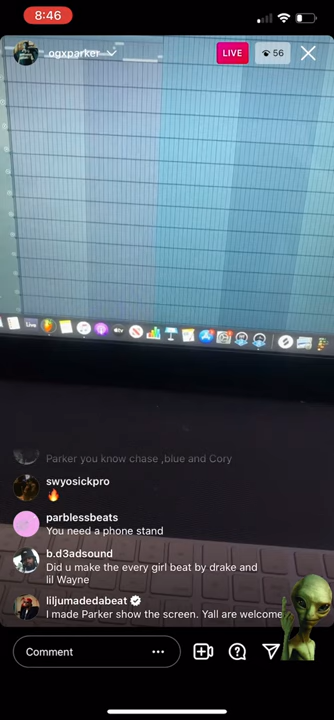 8:46
ogxparker
LIVE
56
Parker you know chase ,blue and Cory
swyosickpro
🔥
parblessbeats
You need a phone stand
b.d3adsound
Did u make the every girl beat by drake and
lil Wayne
liljumadedabeat
I made Parker show the screen. Yall are welcome
Comment